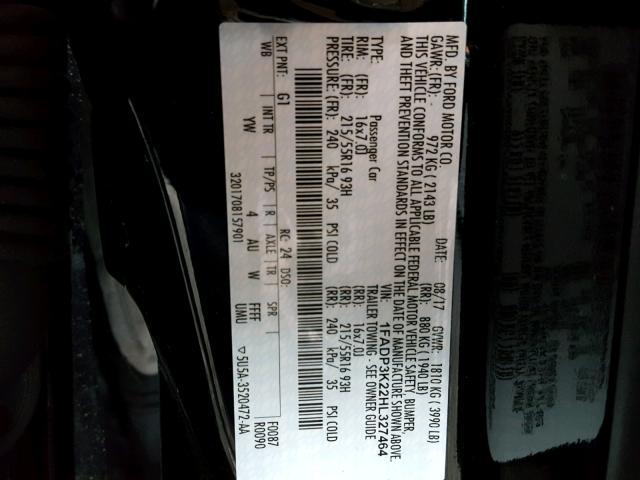 MFD. BY FORD MOTOR CO.
DATE: 08/17 GVWR: 1810 KG ( 3990 LB)
GAWR: (FR): 972 KG ( 2143 LB) (RR): 880 KG ( 1940 LB)
THIS VEHICLE CONFORMS TO ALL APPLICABLE FEDERAL MOTOR VEHICLE SAFETY, BUMPER,
AND THEFT PREVENTION STANDARDS IN EFFECT ON THE DATE OF MANUFACTURE SHOWN ABOVE.
VIN: 1FADP3K22HL327464
TYPE: Passenger Car TRAILER TOWING - SEE OWNER GUIDE
RIM: (FR) 16x7.0J (RR): 16x7.0J
TIRE: (FR): 215/55R16 93H (RR): 215/55R16 93H
PRESSURE: (FR): 240 kPa/ 35 PSI COLD (RR): 240 kPa/ 35 PSI COLD
EXT PNT: G1 RC: 24 DSO: F0087
WB | INT TR | TP/PS | R | AXLE | TR | SPR R0090
YW 4 AU W FFFF
UMU
3201708157901 ▽5U5A-3520472-AA